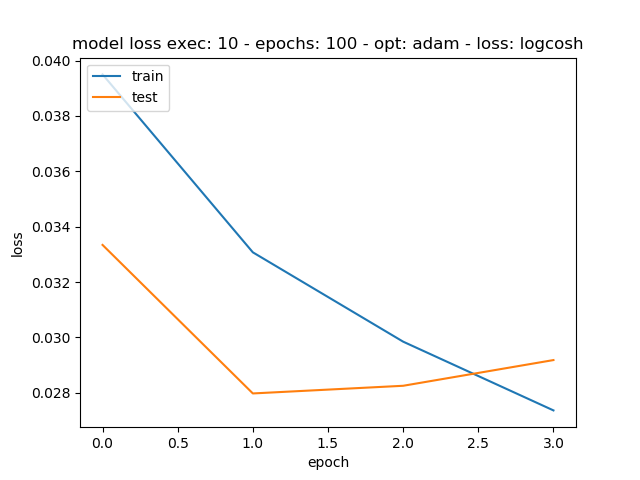 model loss exec: 10 - epochs: 100 - opt: adam - loss: logcosh
train
test
0.040
0.038
0.036
0.034
0.032
0.030
0.028
loss
0.0 0.5 1.0 1.5 2.0 2.5 3.0
epoch